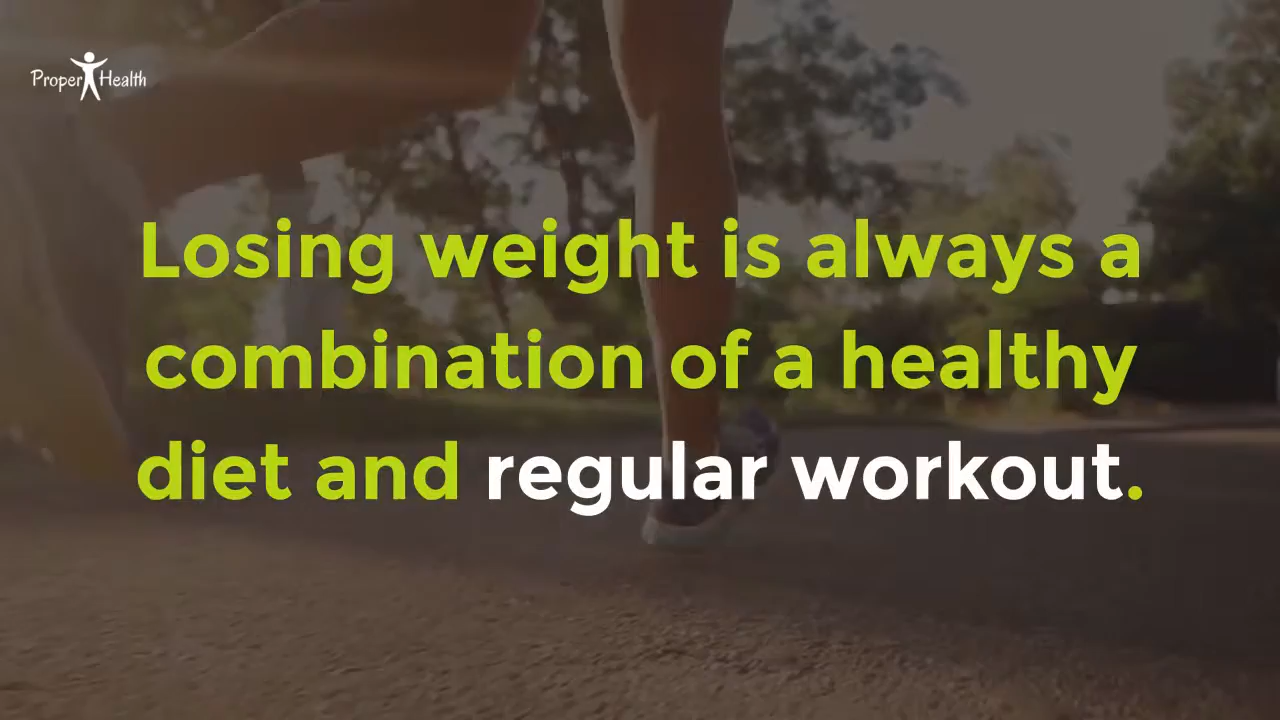 Proper Health
Losing weight is always a
combination of a healthy
diet and regular workout.